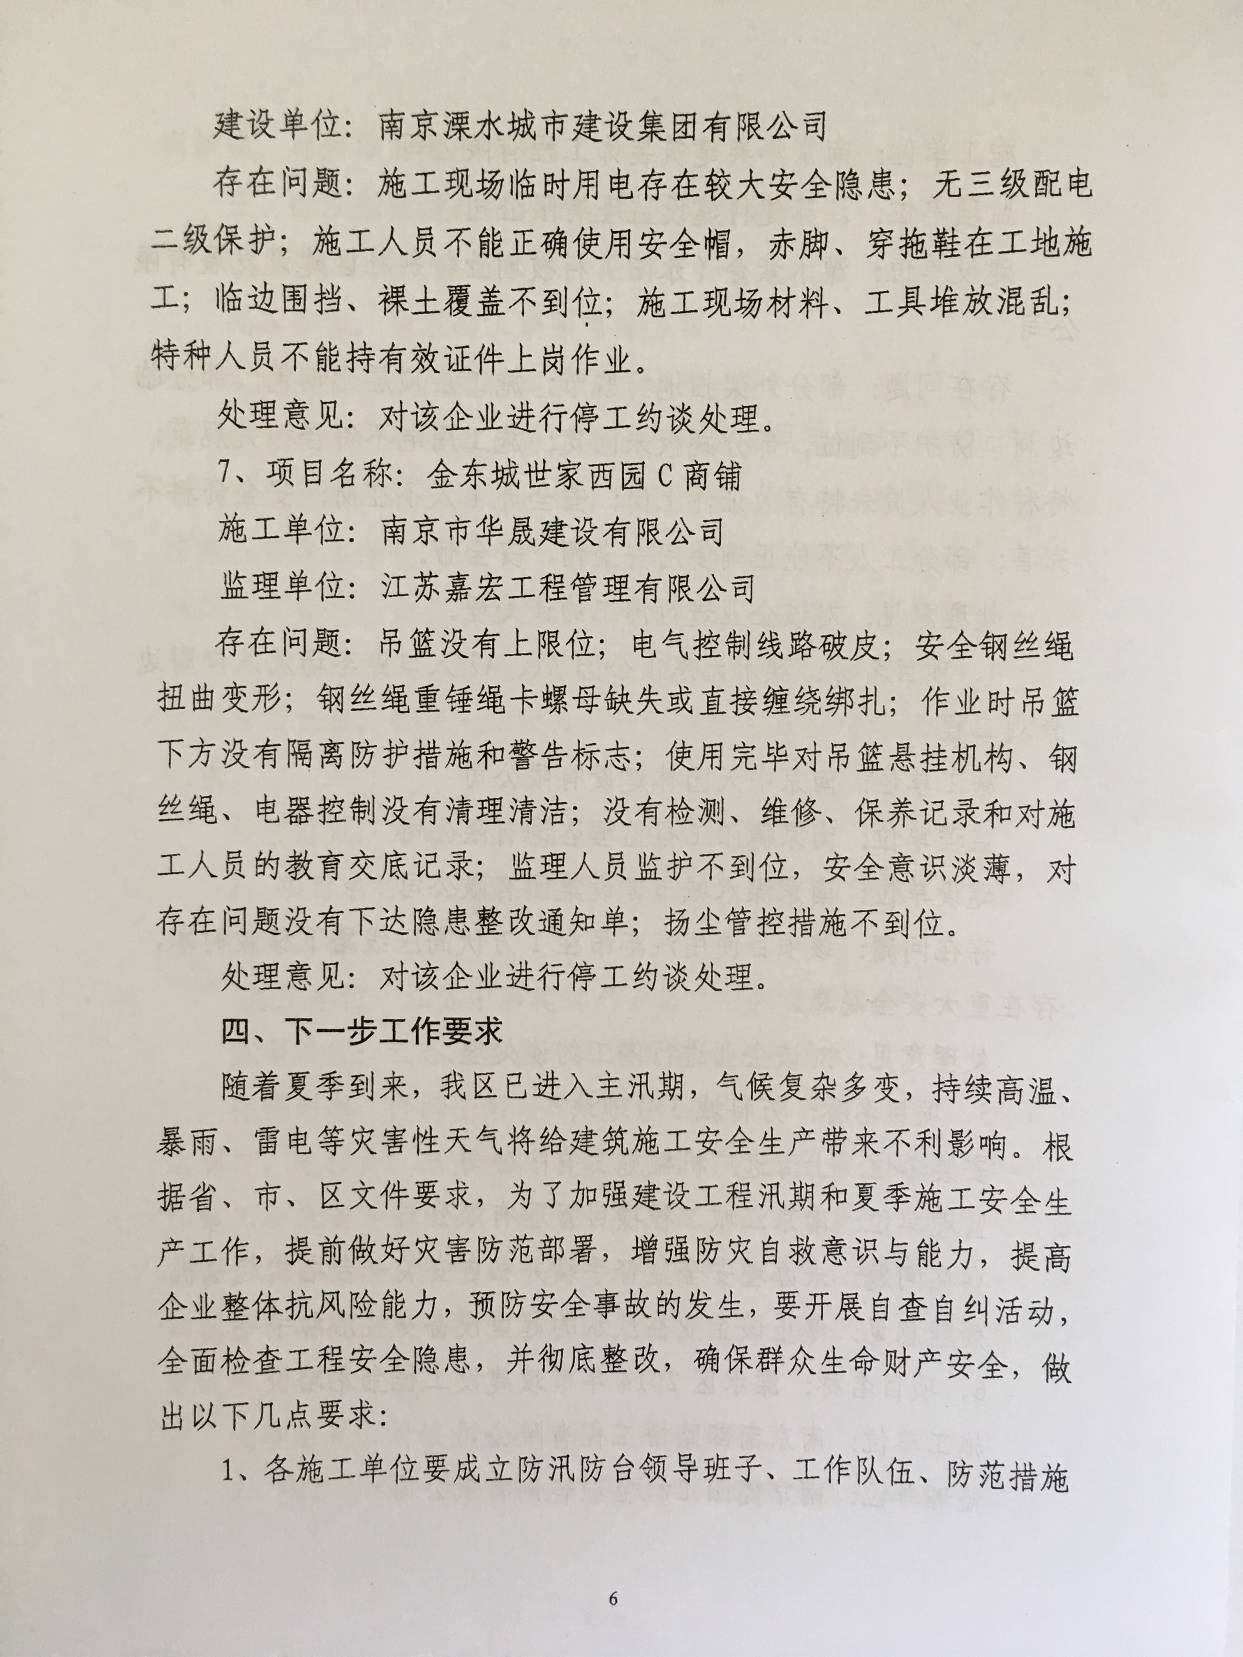 建设单位：南京溧水城市建设集团有限公司
存在问题：施工现场临时用电存在较大安全隐患；无三级配电
二级保护；施工人员不能正确使用安全帽，赤脚、穿拖鞋在工地施
工；临边围挡、裸土覆盖不到位；施工现场材料、工具堆放混乱；
特种人员不能持有效证件上岗作业。
处理意见：对该企业进行停工约谈处理。
7、项目名称：金东城世家西园C商铺
施工单位：南京市华晟建设有限公司
监理单位：江苏嘉宏工程管理有限公司
存在问题：吊篮没有上限位；电气控制线路破皮；安全钢丝绳
扭曲变形；钢丝绳重锤绳卡螺母缺失或直接缠绕绑扎；作业时吊篮
下方没有隔离防护措施和警告标志；使用完毕对吊篮悬挂机构、钢
丝绳、电器控制没有清理清洁；没有检测、维修、保养记录和对施
工人员的教育交底记录；监理人员监护不到位，安全意识淡薄，对
存在问题没有下达隐患整改通知单；扬尘管控措施不到位。
处理意见：对该企业进行停工约谈处理。
四、下一步工作要求
随着夏季到来，我区已进入主汛期，气候复杂多变，持续高温、
暴雨、雷电等灾害性天气将给建筑施工安全生产带来不利影响。根
据省、市、区文件要求，为了加强建设工程汛期和夏季施工安全生
产工作，提前做好灾害防范部署，增强防灾自救意识与能力，提高
企业整体抗风险能力，预防安全事故的发生，要开展自查自纠活动，
全面检查工程安全隐患，并彻底整改，确保群众生命财产安全，做
出以下几点要求：
1、各施工单位要成立防汛防台领导班子、工作队伍、防范措施
6